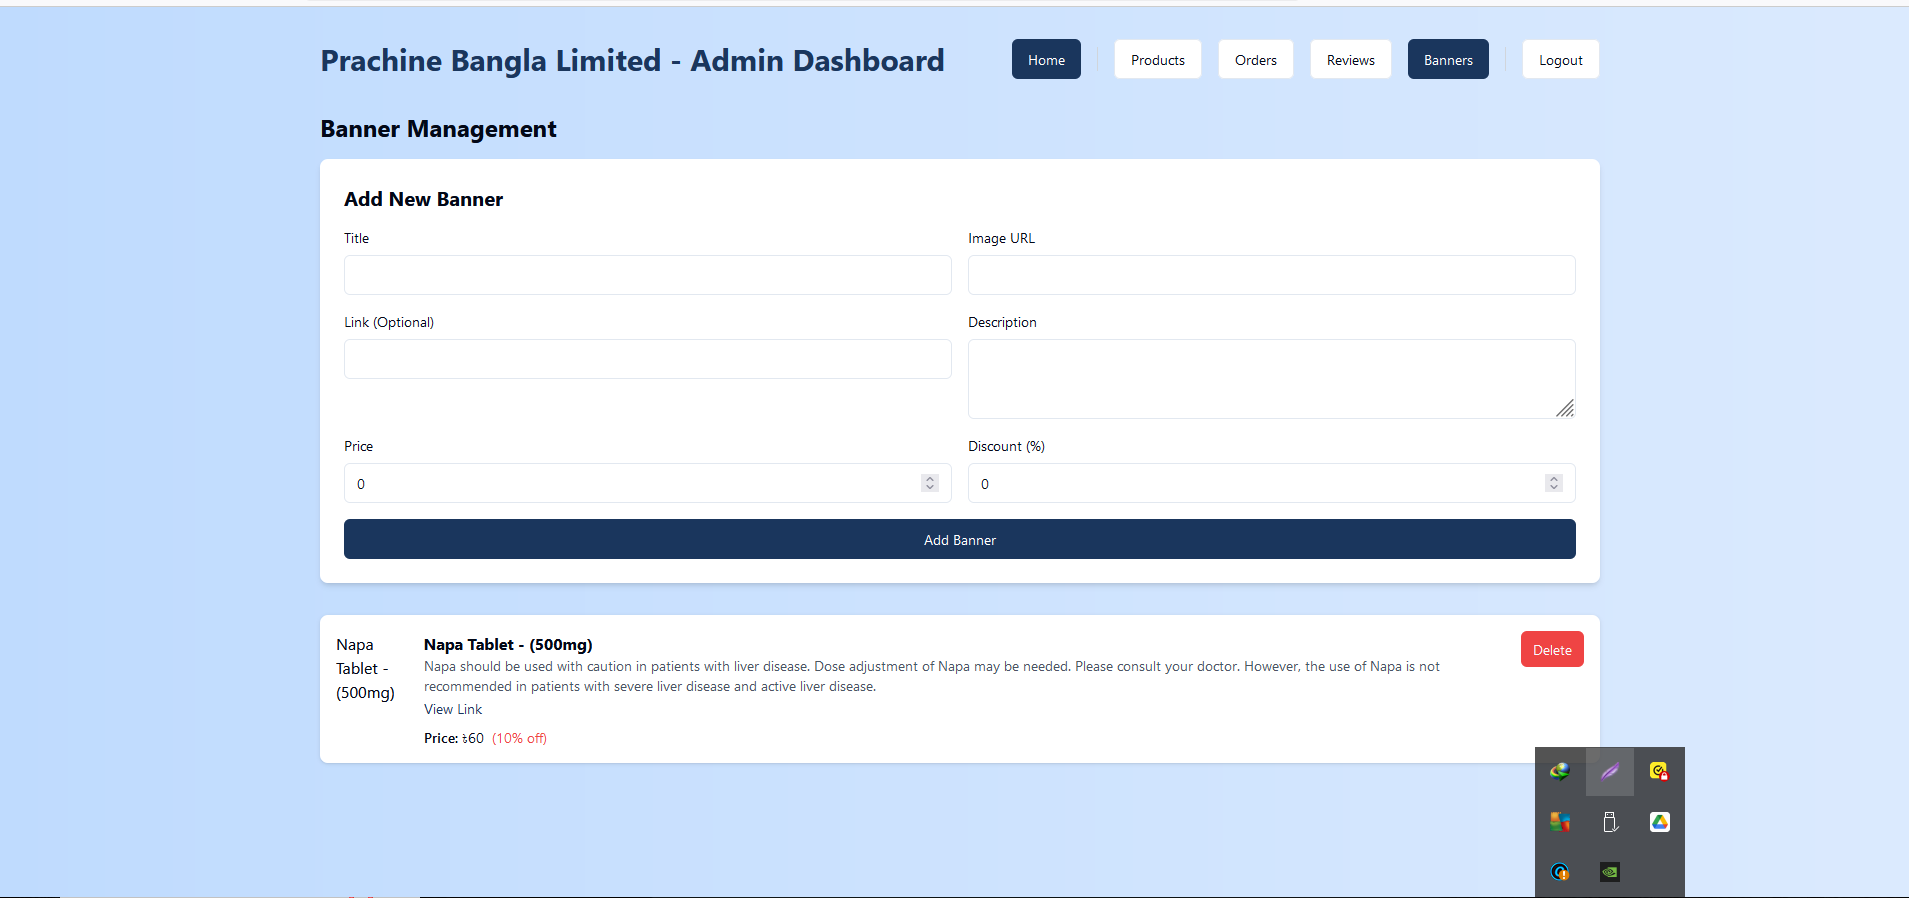 Prachine Bangla Limited - Admin Dashboard
Home
Products
Orders
Reviews
Banners
Logout
Banner Management
Add New Banner
Title
Image URL
Link (Optional)
Description
Price
Discount (%)
0
0
Add Banner
Napa
Tablet -
(500mg)
Napa Tablet - (500mg)
Napa should be used with caution in patients with liver disease. Dose adjustment of Napa may be needed. Please consult your doctor. However, the use of Napa is not
recommended in patients with severe liver disease and active liver disease.
View Link
Price: ৳60 (10% off)
Delete